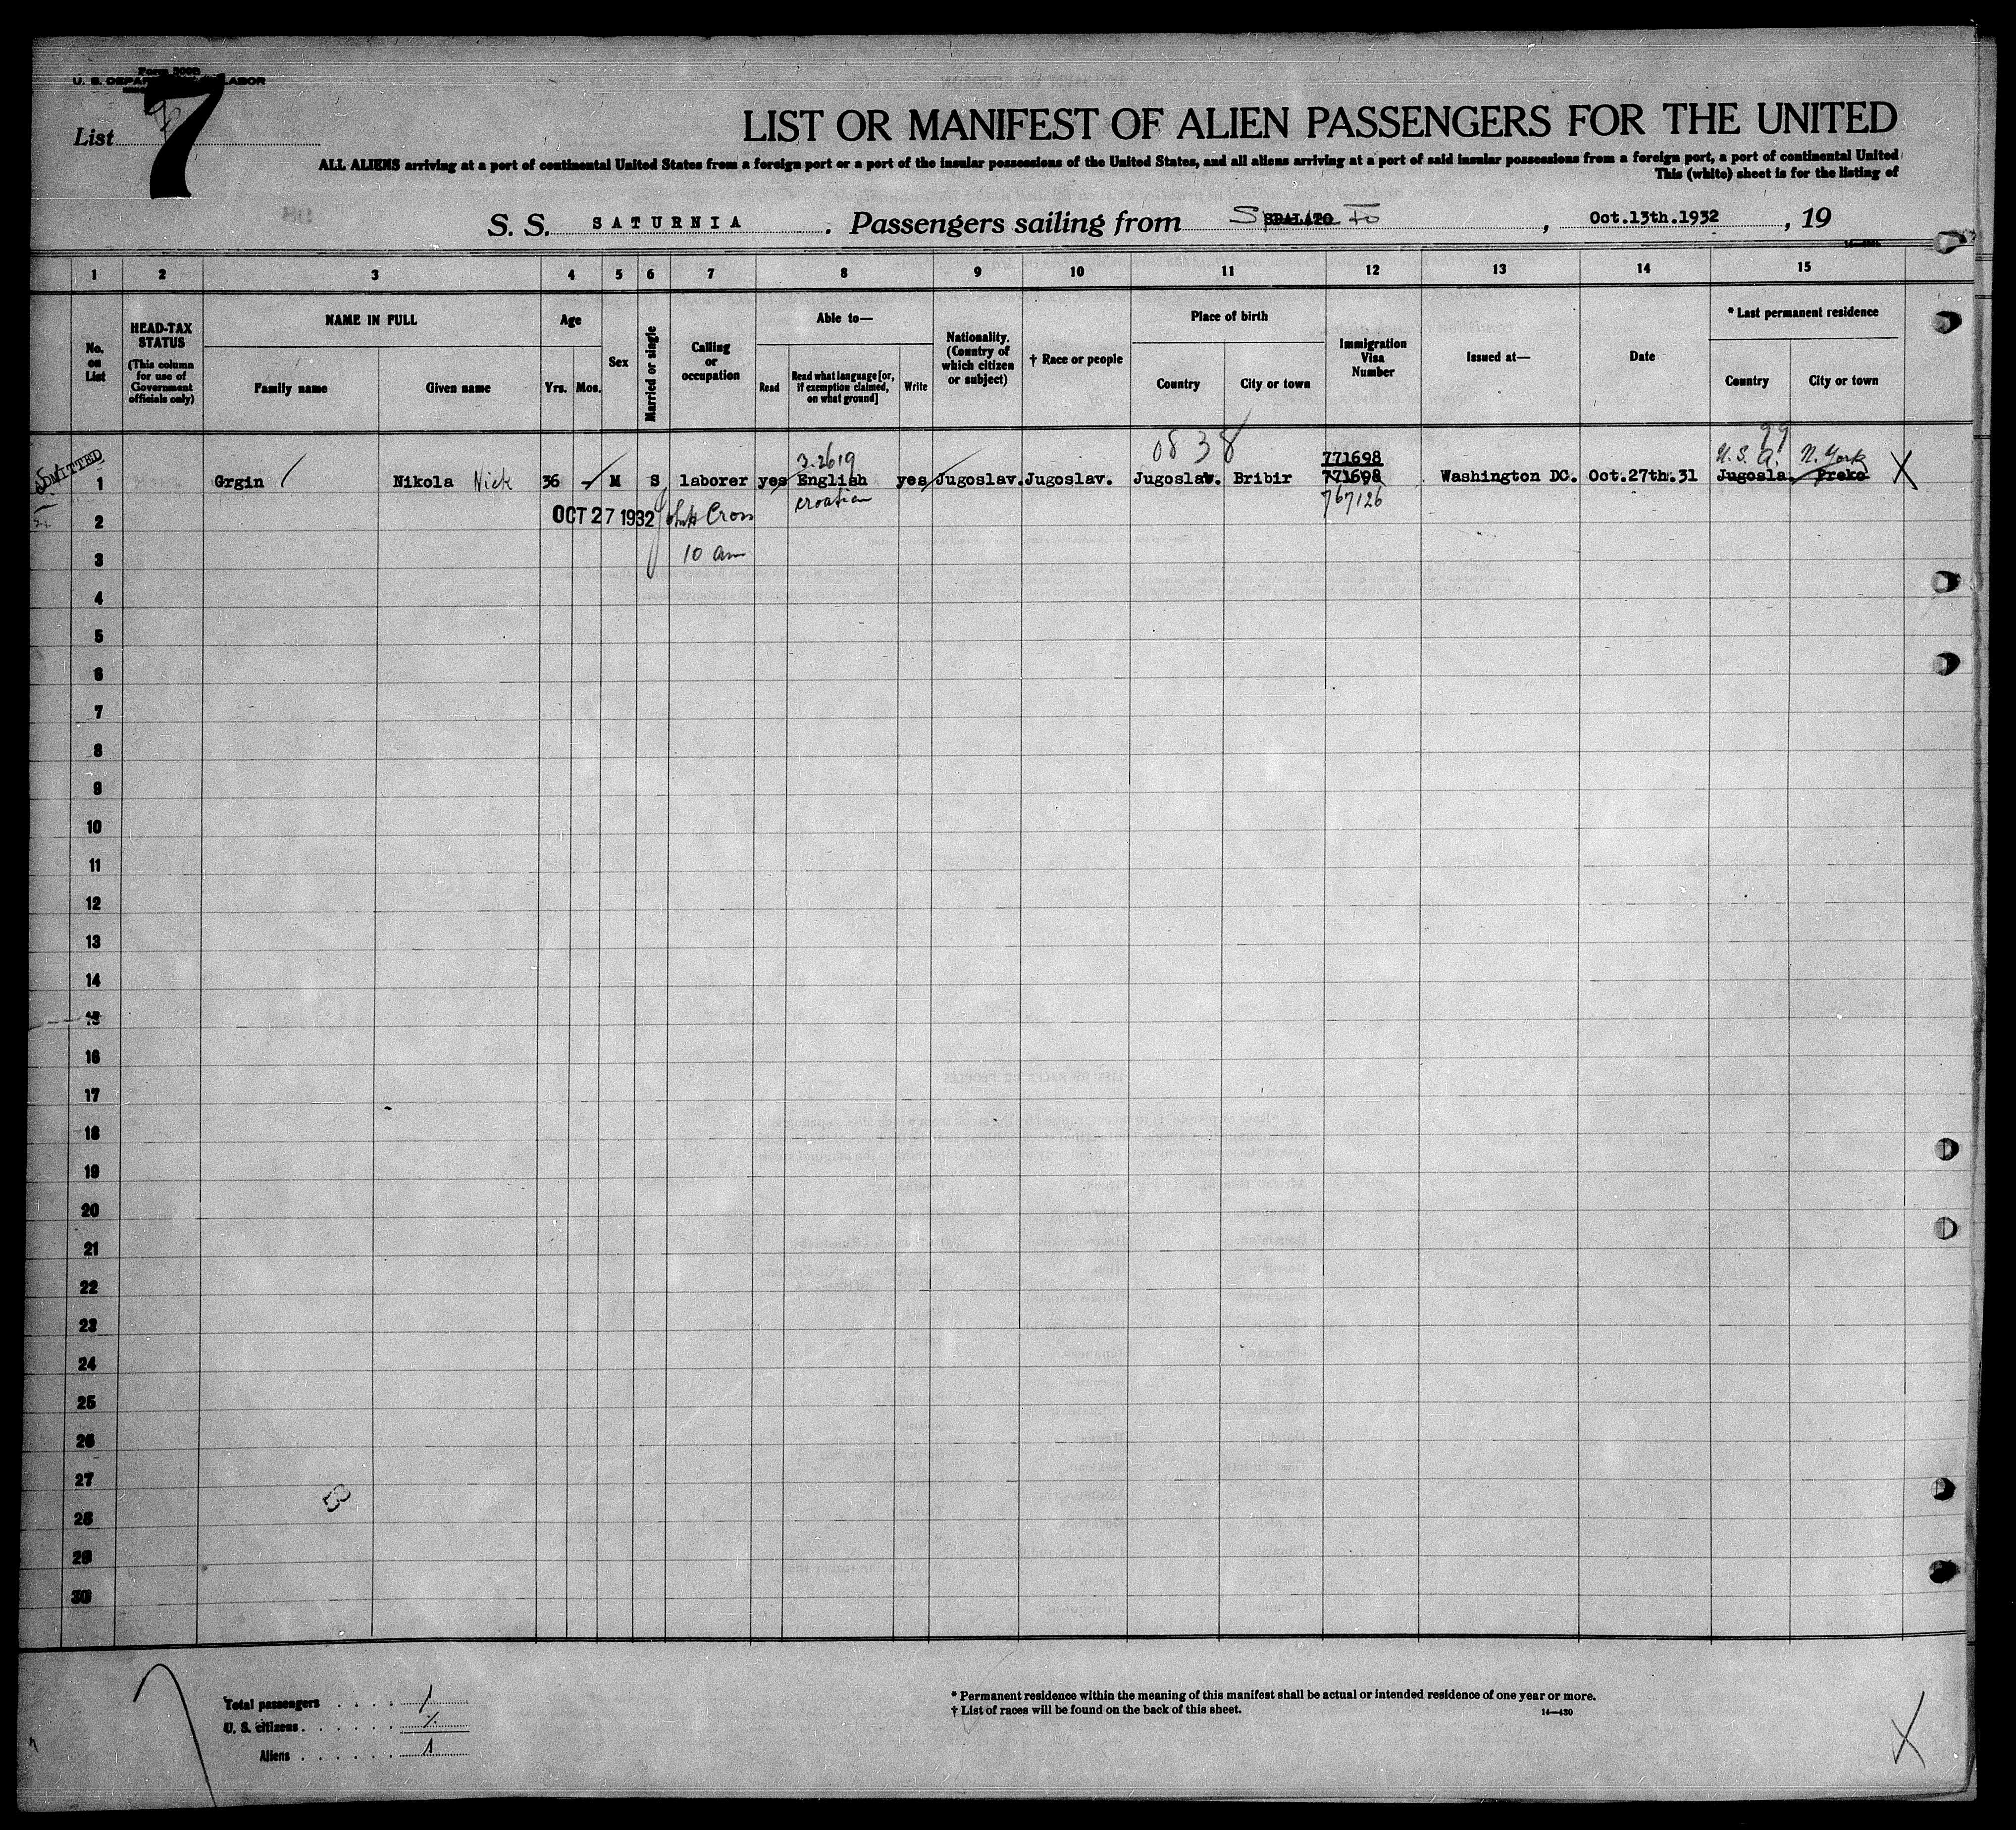 U. S. DEPARTMENT OF LABOR
List 7
LIST OR MANIFEST OF ALIEN PASSENGERS FOR THE UNITED
ALL ALIENS arriving at a port of continental United States from a foreign port or a port of the insular possessions of the United States, and all aliens arriving at a port of said insular possessions from a foreign port, a port of continental United
This (white) sheet is for the listing of
S. S. SATURNIA . Passengers sailing from SPALATO , Oct.13th.1932 , 19
1 2 3 4 5 6 7 8 9 10 11 12 13 14 15
No. on List
HEAD-TAX STATUS
(This column for use of Government officials only)
NAME IN FULL
Family name
Given name
Age
Yrs.
Mos.
Sex
Married or single
Calling or occupation
Able to—
Read
Read what language [or, if exemption claimed, on what ground]
Write
Nationality. (Country of which citizen or subject)
† Race or people
Place of birth
Country
City or town
Immigration Visa Number
Issued at—
Date
* Last permanent residence
Country
City or town
ADMITTED
3.2619
0838
771698
99
U. S. A. N. York
1 Grgin Nikola Nick 36 - M S laborer yes English yes Jugoslav. Jugoslav. Jugoslav. Bribir 771698 Washington DC. Oct.27th.31 Jugosla. Preko X
croatian
767126
2 OCT 27 1932 Cross
3 10 am
4
5
6
7
8
9
10
11
12
13
14
15
16
17
18
19
20
21
22
23
24
25
26
27
B
28
29
30
Total passengers . . . . 1
U. S. citizens . . . . . . /.
Aliens . . . . . . 1
* Permanent residence within the meaning of this manifest shall be actual or intended residence of one year or more.
† List of races will be found on the back of this sheet.
14—430
X